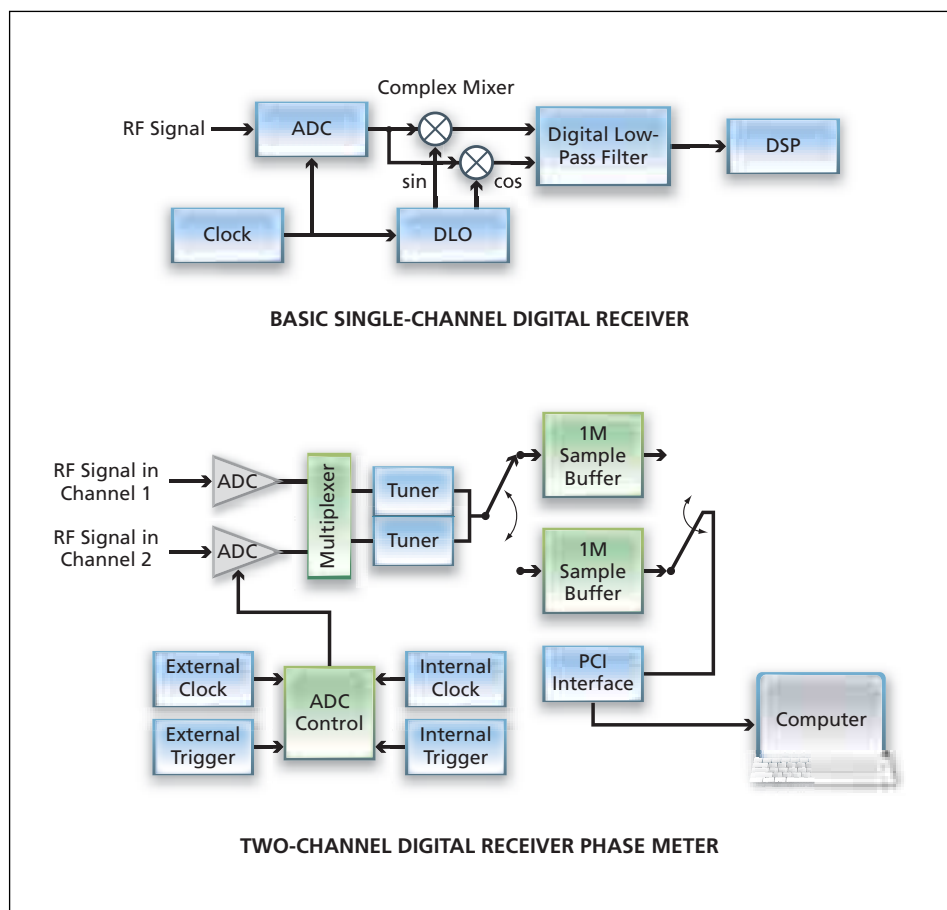 Complex Mixer
RF Signal
ADC
Digital Low-
Pass Filter
DSP
sin
cos
Clock
DLO
BASIC SINGLE-CHANNEL DIGITAL RECEIVER
1M
Sample
Buffer
RF Signal in
Channel 1
ADC
Multiplexer
Tuner
RF Signal in
Channel 2
ADC
Tuner
1M
Sample
Buffer
External
Clock
ADC
Control
Internal
Clock
PCI
Interface
External
Trigger
Internal
Trigger
Computer
TWO-CHANNEL DIGITAL RECEIVER PHASE METER